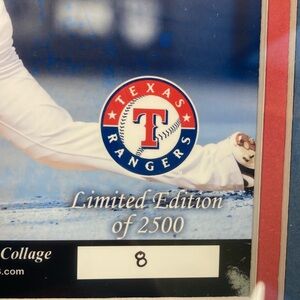 TEXAS
T
RANGERS
Limited Edition
of 2500
Collage
8
s.com